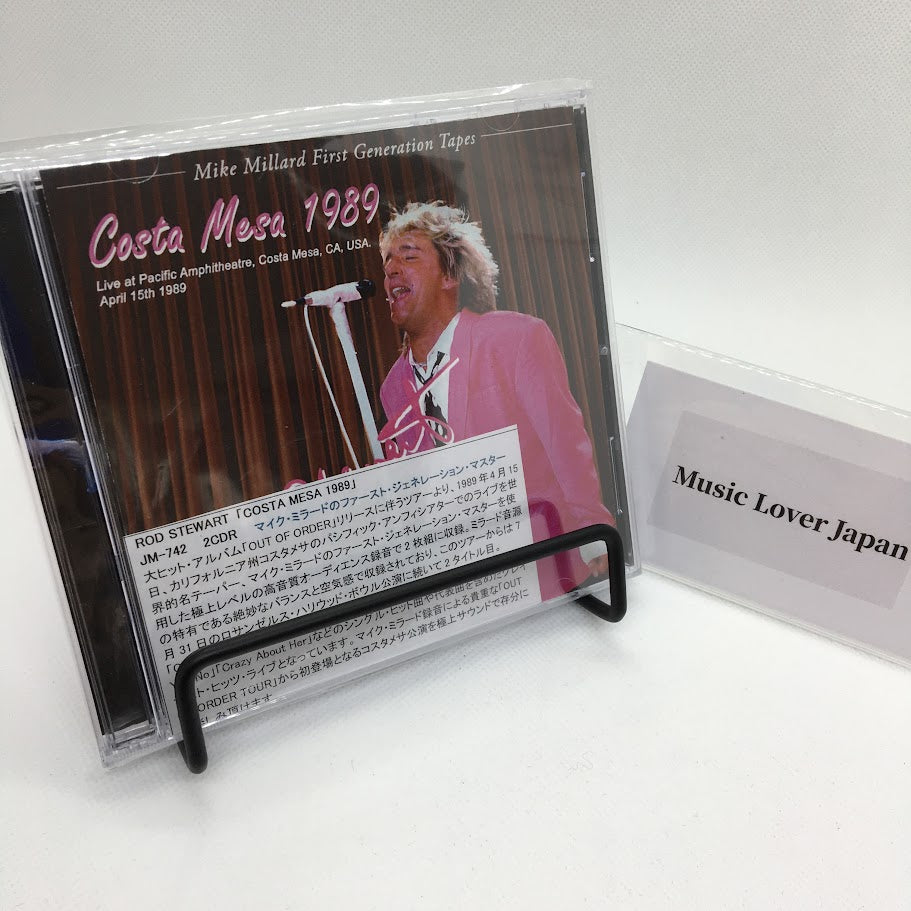 Mike Millard First Generation Tapes
Costa Mesa 1989
Live at Pacific Amphitheatre, Costa Mesa, CA, USA.
April 15th 1989
ROD STEWART「COSTA MESA 1989」
JM-742 2CDR マイク・ミラードのファースト・ジェネレーション・マスター
大ヒット・アルバム「OUT OF ORDER」リリースに伴うツアーより、1989年4月15
日、カリフォルニア州コスタメサのパシフィック・アンフィシアターでのライブを世
界的名テーパー、マイク・ミラードのファースト・ジェネレーション・マスターを使
用した極上レベルの高音質オーディエンス録音で2枚組に収録。ミラード音源
の特有である絶妙なバランスと空気感で収録されており、このツアーからは7
月31日のロサンゼルス・ハリウッド・ボウル公演に続いて2タイトル目。
No」「Crazy About Her」などのシングル・ヒット曲や代表曲を含めたグレイ
ト・ヒッツ・ライブとなっています。マイク・ミラード録音による貴重な「OUT
ORDER TOUR」から初登場となるコスタメサ公演を極上サウンドで存分に
しみ頂けます
Music Lover Japan